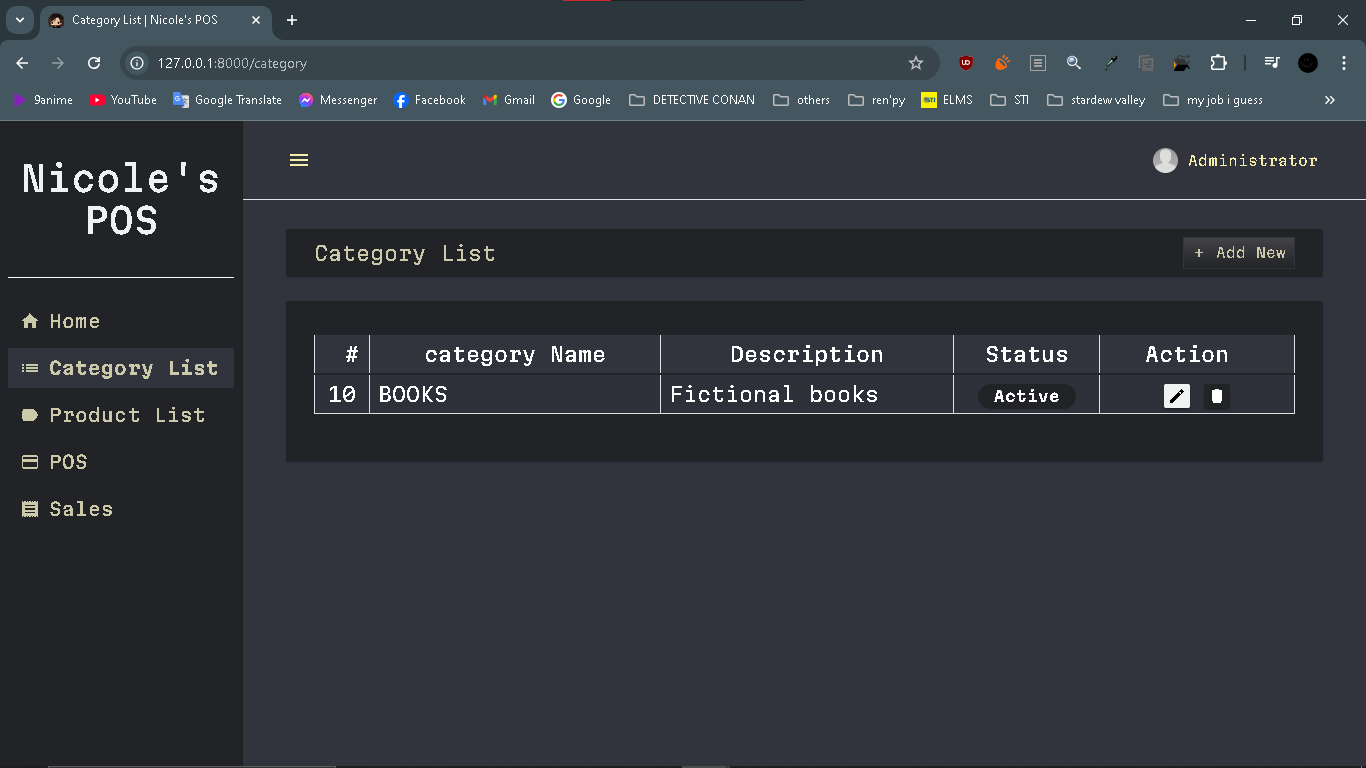 Category List | Nicole's POS
127.0.0.1:8000/category
9anime YouTube Google Translate Messenger Facebook Gmail Google DETECTIVE CONAN others ren'py ELMS STI stardew valley my job i guess
Nicole's
POS
Administrator
Category List
+ Add New
Home
Category List
Product List
POS
Sales
# category Name Description Status Action
10 BOOKS Fictional books Active